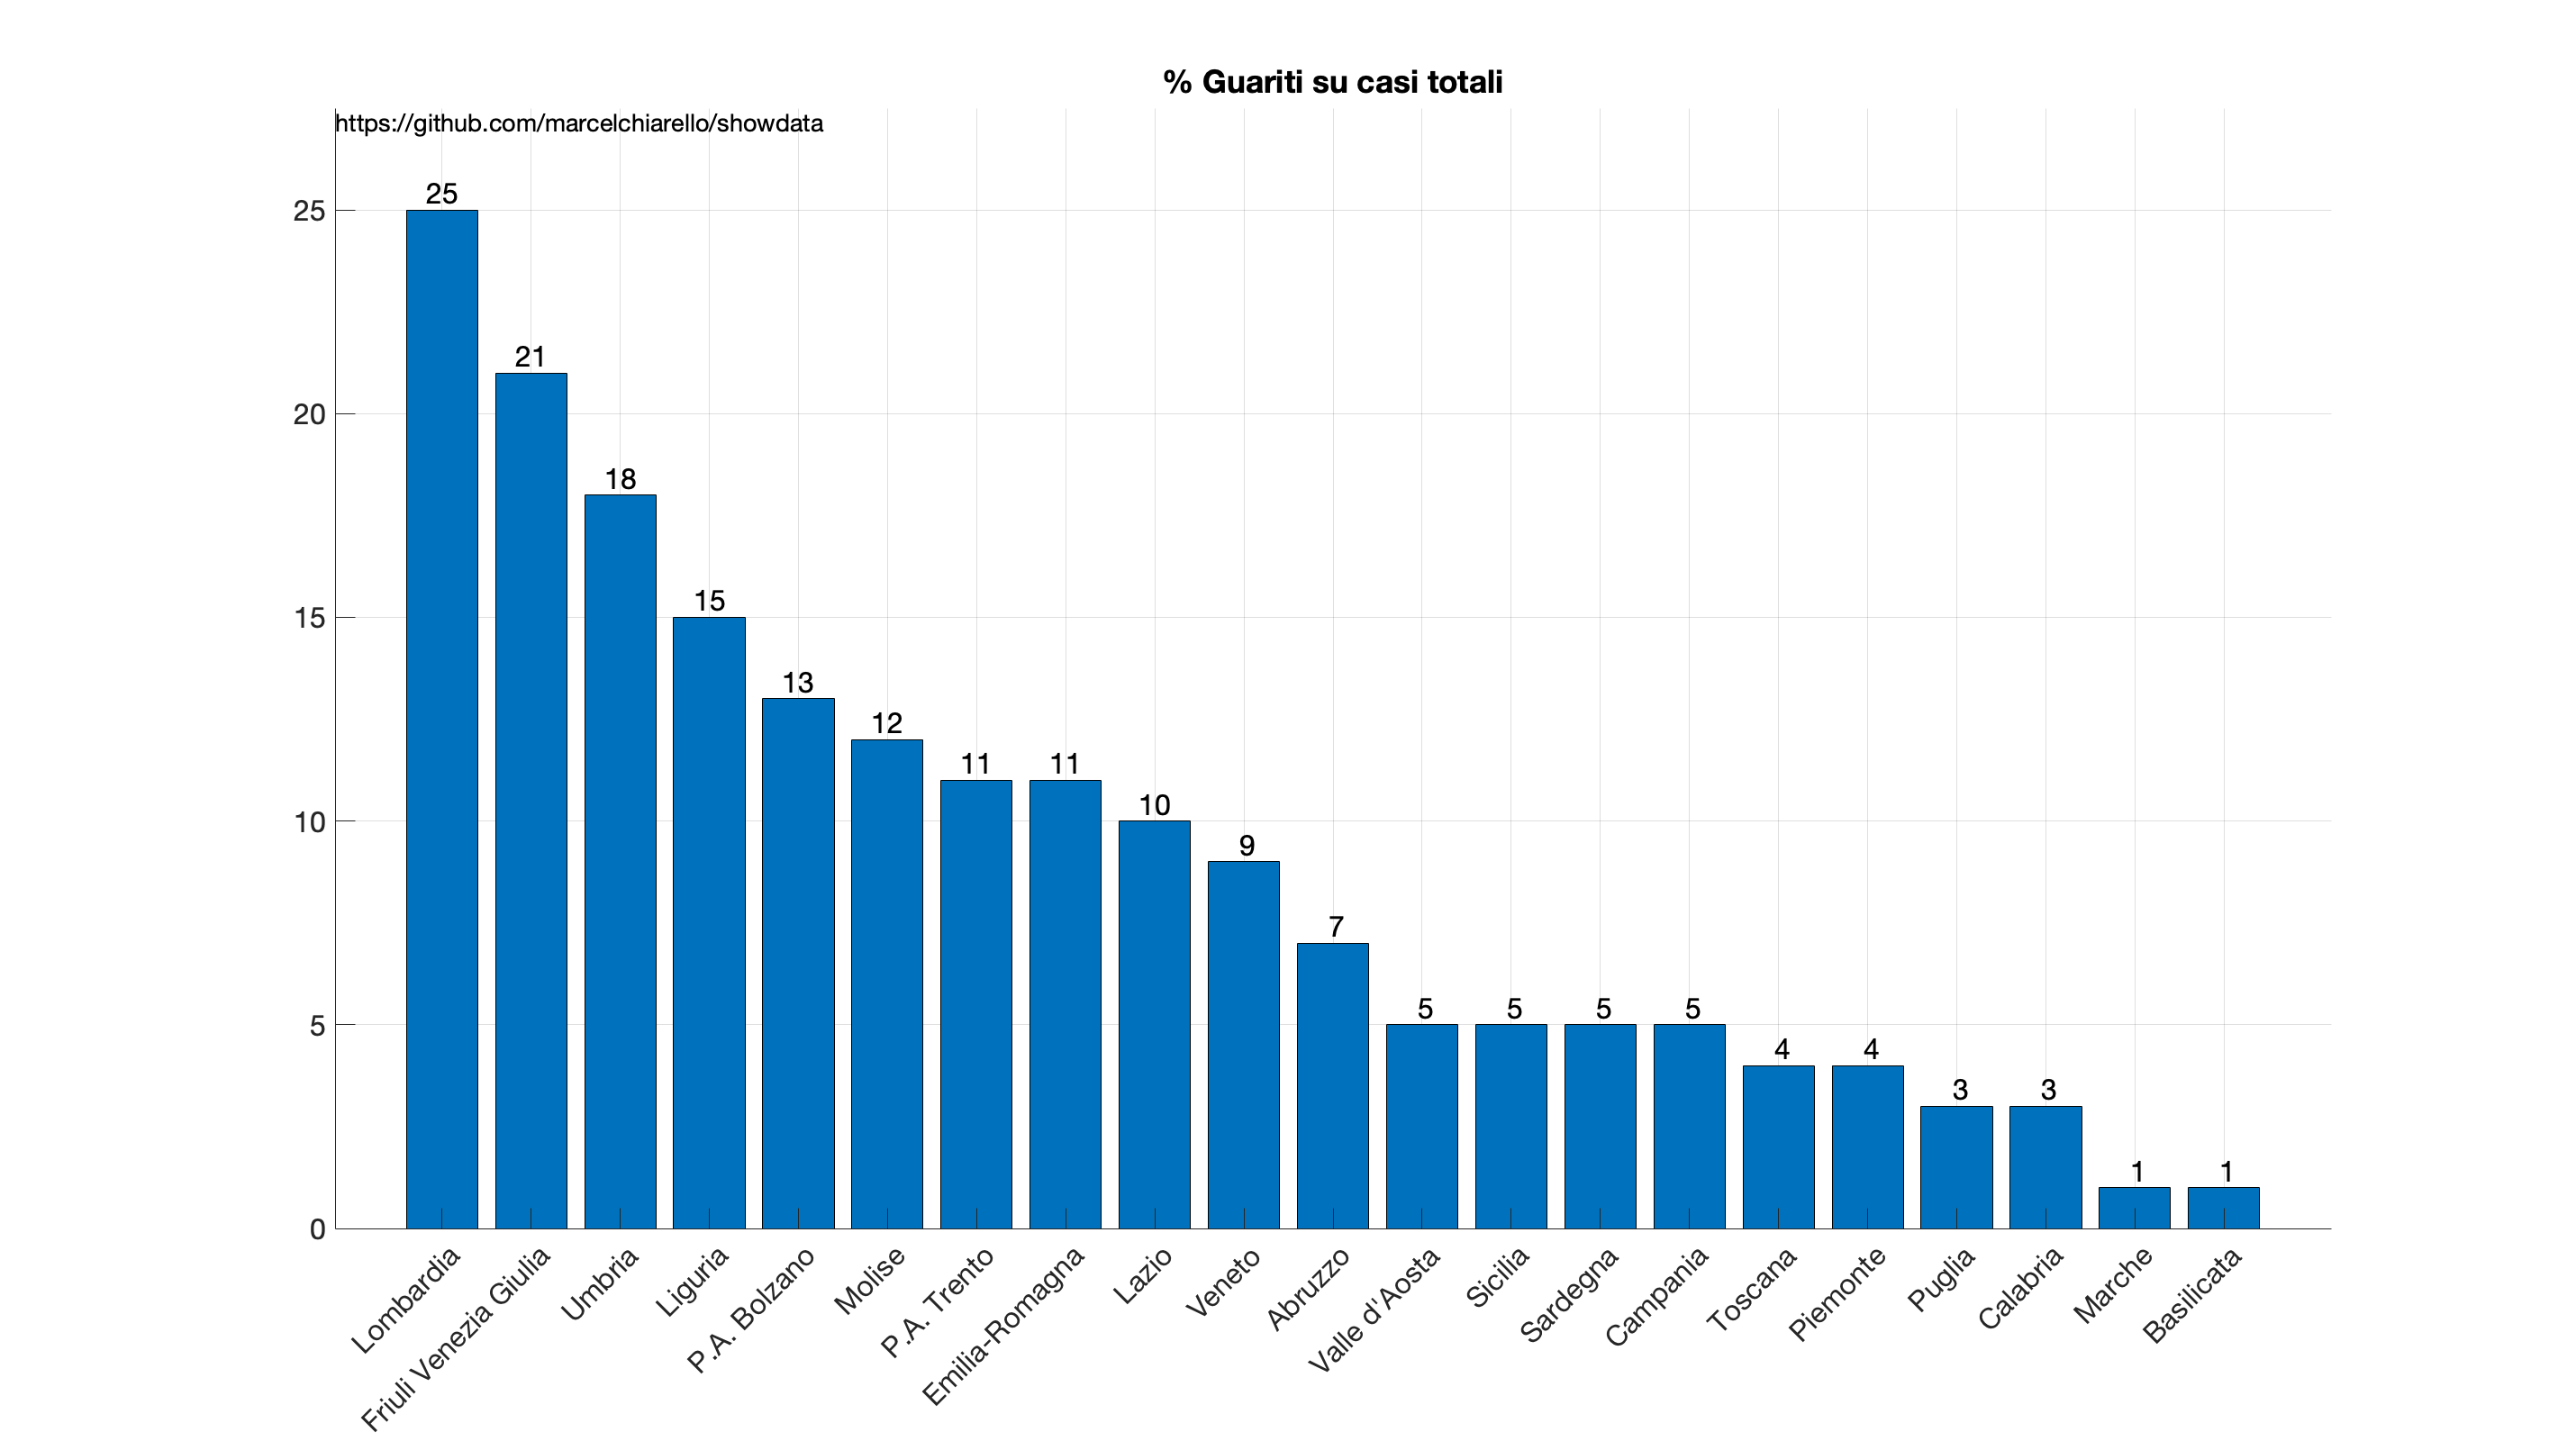 % Guariti su casi totali
https://github.com/marcelchiarello/showdata
25
20
15
10
5
0
25
21
18
15
13
12
11
11
10
9
7
5
5
5
5
4
4
3
3
1
1
Lombardia
Friuli Venezia Giulia
Umbria
Liguria
P.A. Bolzano
Molise
P.A. Trento
Emilia-Romagna
Lazio
Veneto
Abruzzo
Valle d'Aosta
Sicilia
Sardegna
Campania
Toscana
Piemonte
Puglia
Calabria
Marche
Basilicata